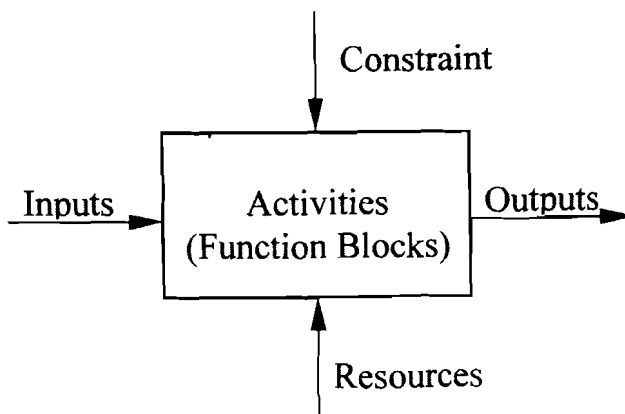 Constraint
Inputs
Activities
(Function Blocks)
Outputs
Resources